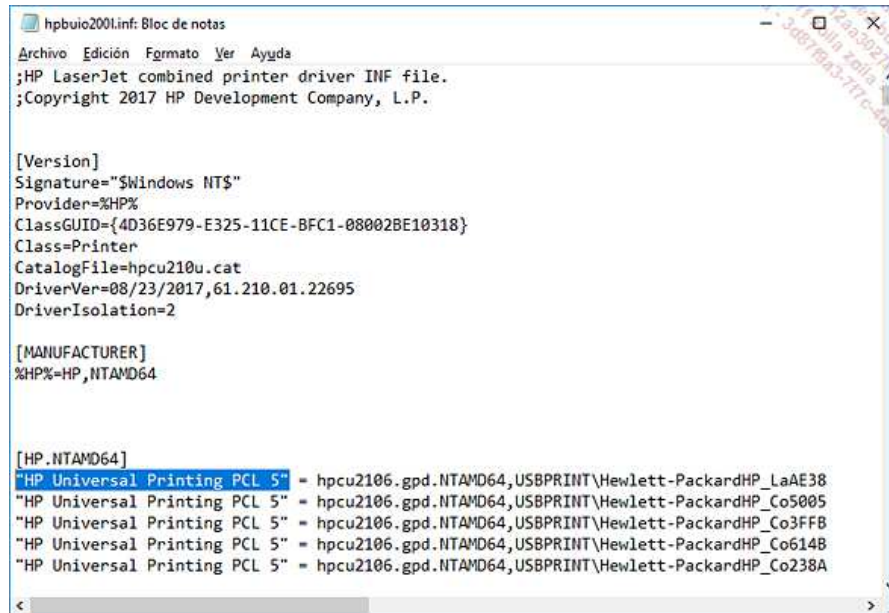 hpbuio200l.inf: Bloc de notas
Archivo Edición Formato Ver Ayuda
;HP LaserJet combined printer driver INF file.
;Copyright 2017 HP Development Company, L.P.
[Version]
Signature="$Windows NT$"
Provider=%HP%
ClassGUID={4D36E979-E325-11CE-BFC1-08002BE10318}
Class=Printer
CatalogFile=hpcu210u.cat
DriverVer=08/23/2017,61.210.01.22695
DriverIsolation=2
[MANUFACTURER]
%HP%=HP,NTAMD64
[HP.NTAMD64]
"HP Universal Printing PCL 5" = hpcu2106.gpd.NTAMD64,USBPRINT\Hewlett-PackardHP_LaAE38
"HP Universal Printing PCL 5" = hpcu2106.gpd.NTAMD64,USBPRINT\Hewlett-PackardHP_Co5005
"HP Universal Printing PCL 5" = hpcu2106.gpd.NTAMD64,USBPRINT\Hewlett-PackardHP_Co3FFB
"HP Universal Printing PCL 5" = hpcu2106.gpd.NTAMD64,USBPRINT\Hewlett-PackardHP_Co614B
"HP Universal Printing PCL 5" = hpcu2106.gpd.NTAMD64,USBPRINT\Hewlett-PackardHP_Co238A